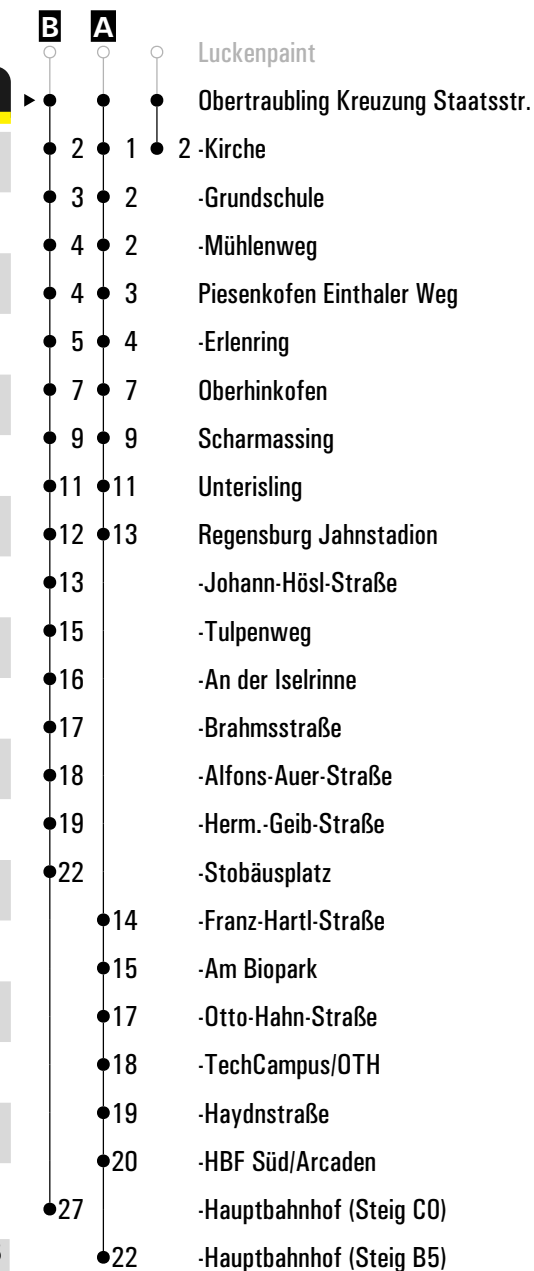 B A
Luckenpaint
Obertraubling Kreuzung Staatsstr.
2 1 2 -Kirche
3 2 -Grundschule
4 2 -Mühlenweg
4 3 Piesenkofen Einthaler Weg
5 4 -Erlenring
7 7 Oberhinkofen
9 9 Scharmassing
11 11 Unterisling
12 13 Regensburg Jahnstadion
13 -Johann-Hösl-Straße
15 -Tulpenweg
16 -An der Iselrinne
17 -Brahmsstraße
18 -Alfons-Auer-Straße
19 -Herm.-Geib-Straße
22 -Stobäusplatz
14 -Franz-Hartl-Straße
15 -Am Biopark
17 -Otto-Hahn-Straße
18 -TechCampus/OTH
19 -Haydnstraße
20 -HBF Süd/Arcaden
27 -Hauptbahnhof (Steig C0)
22 -Hauptbahnhof (Steig B5)